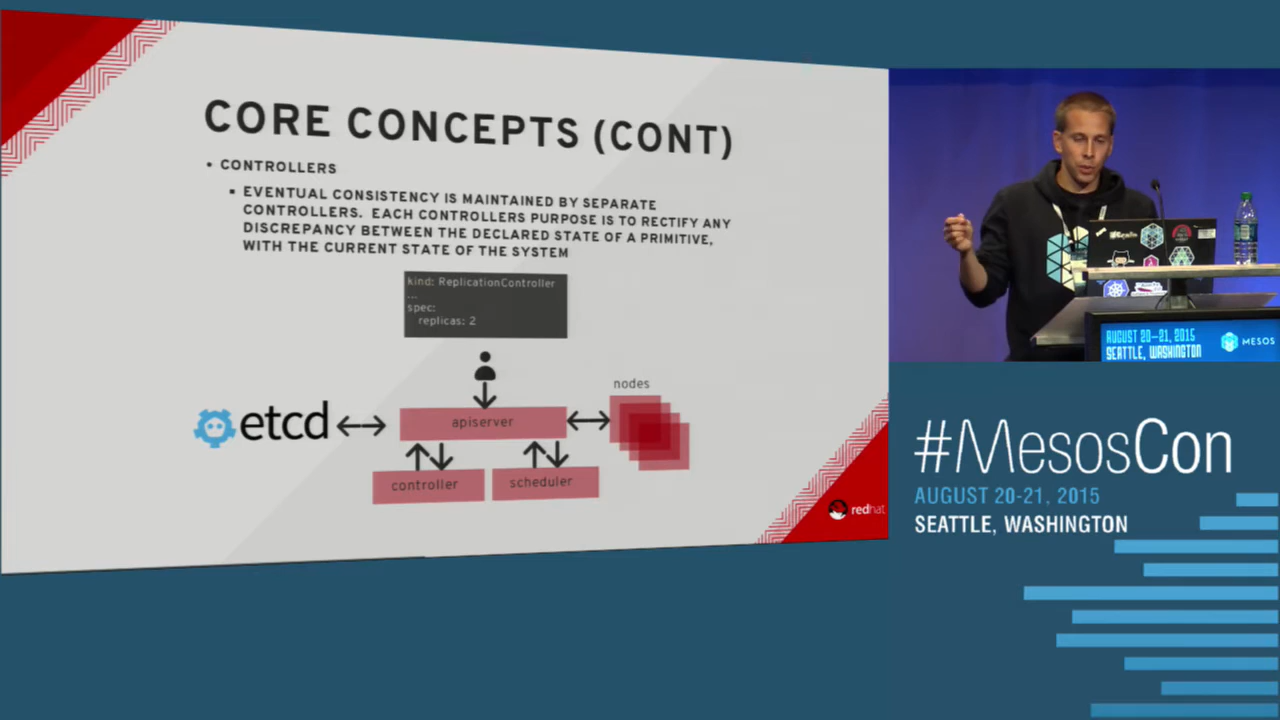 CORE CONCEPTS (CONT)
• CONTROLLERS
▪ EVENTUAL CONSISTENCY IS MAINTAINED BY SEPARATE
CONTROLLERS. EACH CONTROLLERS PURPOSE IS TO RECTIFY ANY
DISCREPANCY BETWEEN THE DECLARED STATE OF A PRIMITIVE,
WITH THE CURRENT STATE OF THE SYSTEM
kind: ReplicationController
...
spec:
replicas: 2
nodes
etcd
apiserver
controller
scheduler
redhat
AUGUST 20-21, 2015
SEATTLE, WASHINGTON
MESOS
#MesosCon
AUGUST 20-21, 2015
SEATTLE, WASHINGTON